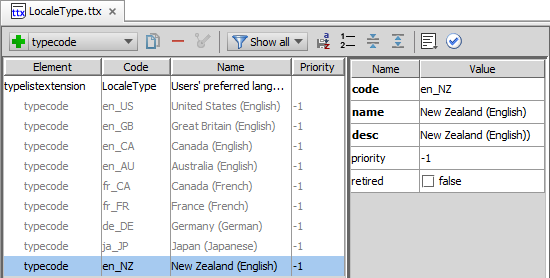 LocaleType.ttx
typecode
Show all
Element Code Name Priority
typelistextension LocaleType Users' preferred lang...
typecode en_US United States (English) -1
typecode en_GB Great Britain (English) -1
typecode en_CA Canada (English) -1
typecode en_AU Australia (English) -1
typecode fr_CA Canada (French) -1
typecode fr_FR France (French) -1
typecode de_DE Germany (German) -1
typecode ja_JP Japan (Japanese) -1
typecode en_NZ New Zealand (English) -1
Name Value
code en_NZ
name New Zealand (English)
desc New Zealand (English))
priority -1
retired false